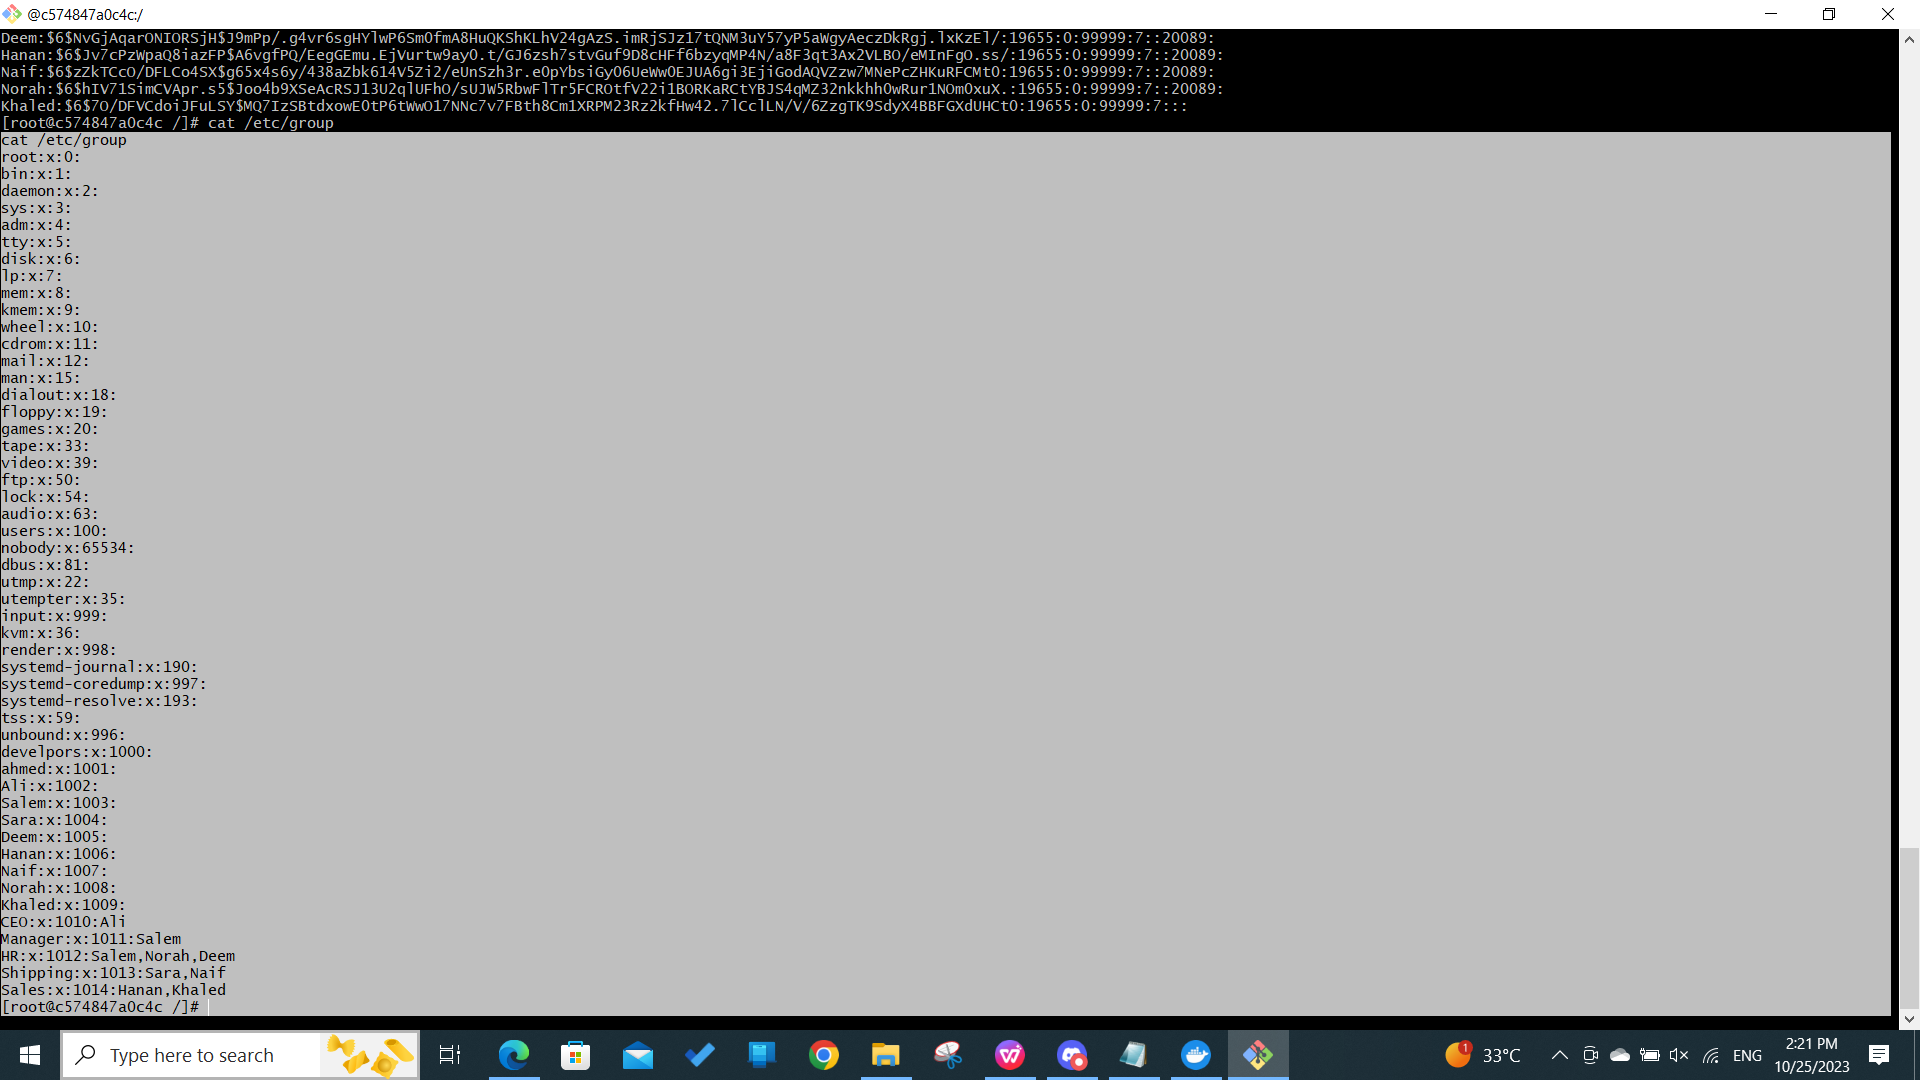 @c574847a0c4c:/
Deem:$6$NvGjAqarONIORSjH$J9mPp/.g4vr6sgHYlwP6SmOfmA8HuQKShKLhV24gAzS.imRjSJz17tQNM3uY57yP5aWgyAeczDkRgj.lxKzEl/:19655:0:99999:7::20089:
Hanan:$6$Jv7cPzWpaQ8iazFP$A6vgfPQ/EegGEmu.EjVurtw9ayO.t/GJ6zsh7stvGuf9D8cHFf6bzyqMP4N/a8F3qt3Ax2VLBO/eMInFgO.ss/:19655:0:99999:7::20089:
Naif:$6$zZkTCcO/DFLCo4SX$g65x4s6y/438aZbk614V5Zi2/eUnSzh3r.eOpYbsiGyO6UeWwOEJUA6gi3EjiGodAQVZzw7MNePcZHKuRFCMtO:19655:0:99999:7::20089:
Norah:$6$hIV71SimCVApr.s5$Joo4b9XSeAcRSJ13U2qlUFhO/sUJW5RbwFlTr5FCROtfV22i1BORKaRCtYBJS4qMZ32nkkhhOwRur1NOmOxuX.:19655:0:99999:7::20089:
Khaled:$6$7O/DFVCdoiJFuLSY$MQ7IzSBtdxowEOtP6tWwO17NNc7v7FBth8Cm1XRPM23Rz2kfHw42.7lCclLN/V/6ZzgTK9SdyX4BBFGXdUHCtO:19655:0:99999:7:::
[root@c574847a0c4c /]# cat /etc/group
cat /etc/group
root:x:0:
bin:x:1:
daemon:x:2:
sys:x:3:
adm:x:4:
tty:x:5:
disk:x:6:
lp:x:7:
mem:x:8:
kmem:x:9:
wheel:x:10:
cdrom:x:11:
mail:x:12:
man:x:15:
dialout:x:18:
floppy:x:19:
games:x:20:
tape:x:33:
video:x:39:
ftp:x:50:
lock:x:54:
audio:x:63:
users:x:100:
nobody:x:65534:
dbus:x:81:
utmp:x:22:
utempter:x:35:
input:x:999:
kvm:x:36:
render:x:998:
systemd-journal:x:190:
systemd-coredump:x:997:
systemd-resolve:x:193:
tss:x:59:
unbound:x:996:
develpors:x:1000:
ahmed:x:1001:
Ali:x:1002:
Salem:x:1003:
Sara:x:1004:
Deem:x:1005:
Hanan:x:1006:
Naif:x:1007:
Norah:x:1008:
Khaled:x:1009:
CEO:x:1010:Ali
Manager:x:1011:Salem
HR:x:1012:Salem,Norah,Deem
Shipping:x:1013:Sara,Naif
Sales:x:1014:Hanan,Khaled
[root@c574847a0c4c /]#
Type here to search
1
33°C
ENG
2:21 PM
10/25/2023